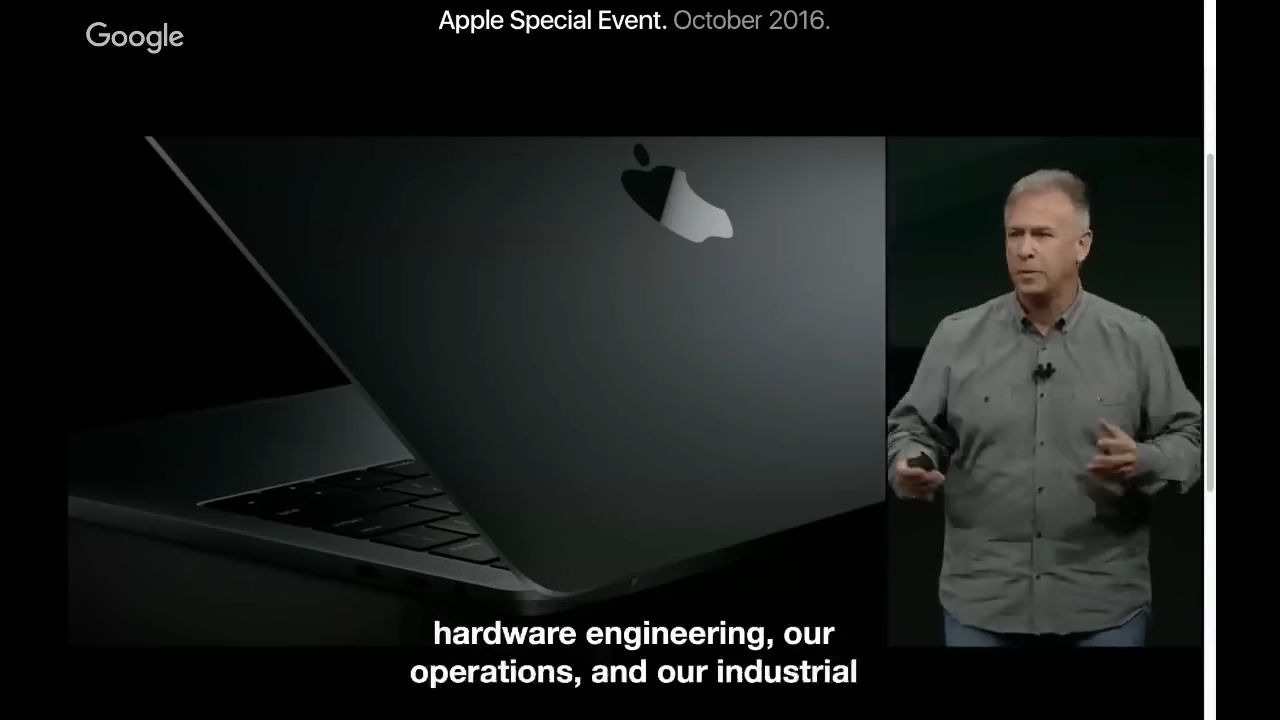 Apple Special Event. October 2016.
Google
hardware engineering, our
operations, and our industrial